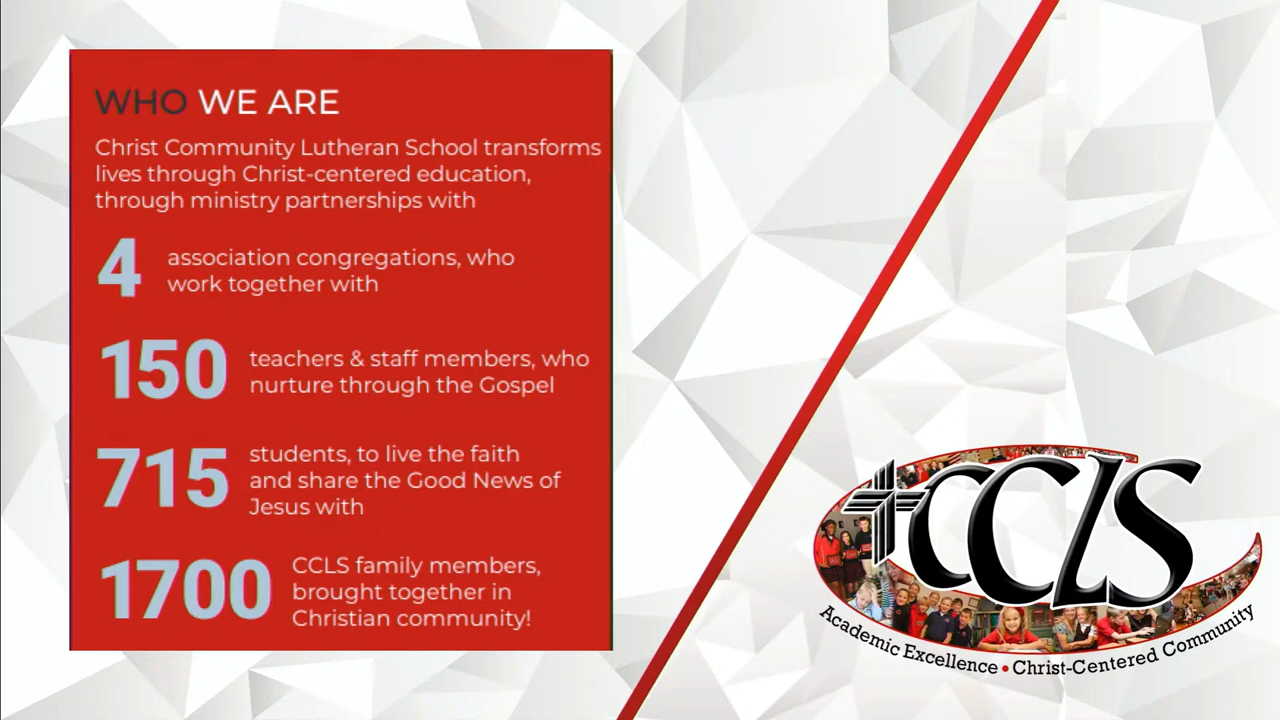 WHO WE ARE
Christ Community Lutheran School transforms
lives through Christ-centered education,
through ministry partnerships with
4 association congregations, who
work together with
150 teachers & staff members, who
nurture through the Gospel
715 students, to live the faith
and share the Good News of
Jesus with
1700 CCLS family members,
brought together in
Christian community!
CCLS
Academic Excellence • Christ-Centered Community